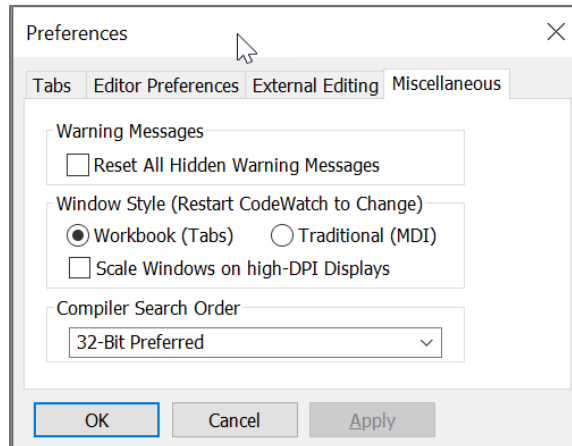 Preferences
Tabs Editor Preferences External Editing Miscellaneous
Warning Messages
Reset All Hidden Warning Messages
Window Style (Restart CodeWatch to Change)
Workbook (Tabs) Traditional (MDI)
Scale Windows on high-DPI Displays
Compiler Search Order
32-Bit Preferred
OK Cancel Apply